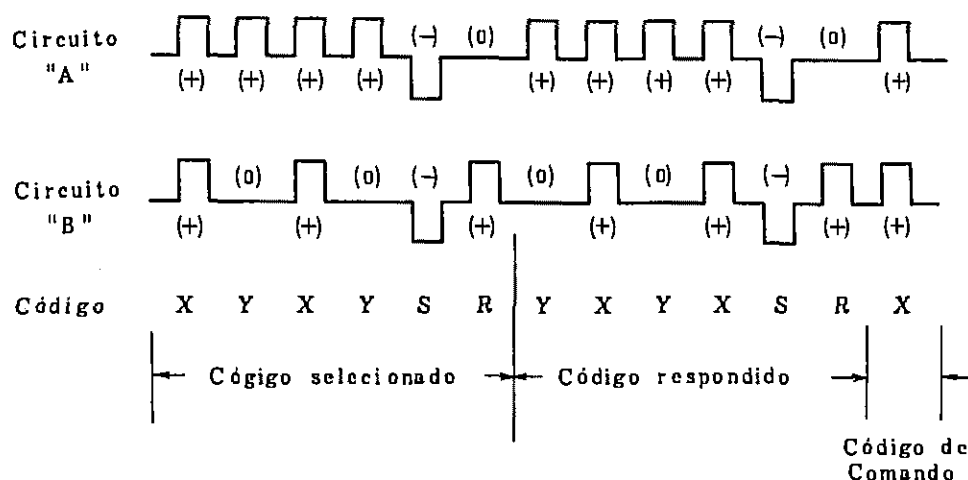 Circuito "A" (-) (0) (-) (0)
(+) (+) (+) (+) (+) (+) (+) (+) (+)
Circuito "B" (0) (0) (-) (0) (0) (-)
(+) (+) (+) (+) (+) (+) (+)
Código X Y X Y S R Y X Y X S R X
Cógigo selecionado Código respondido
Código de
Comando